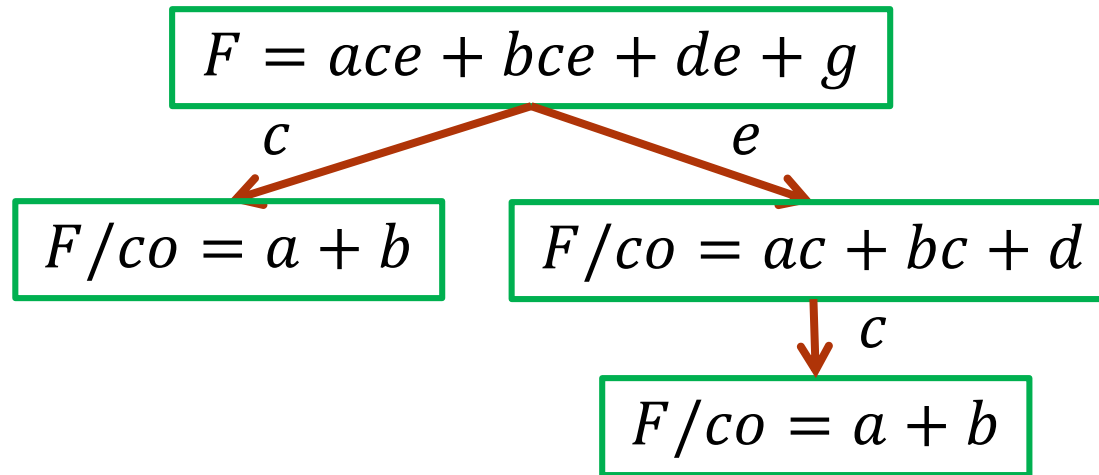 F = ace + bce + de + g
c e
F/co = a + b F/co = ac + bc + d
c
F/co = a + b